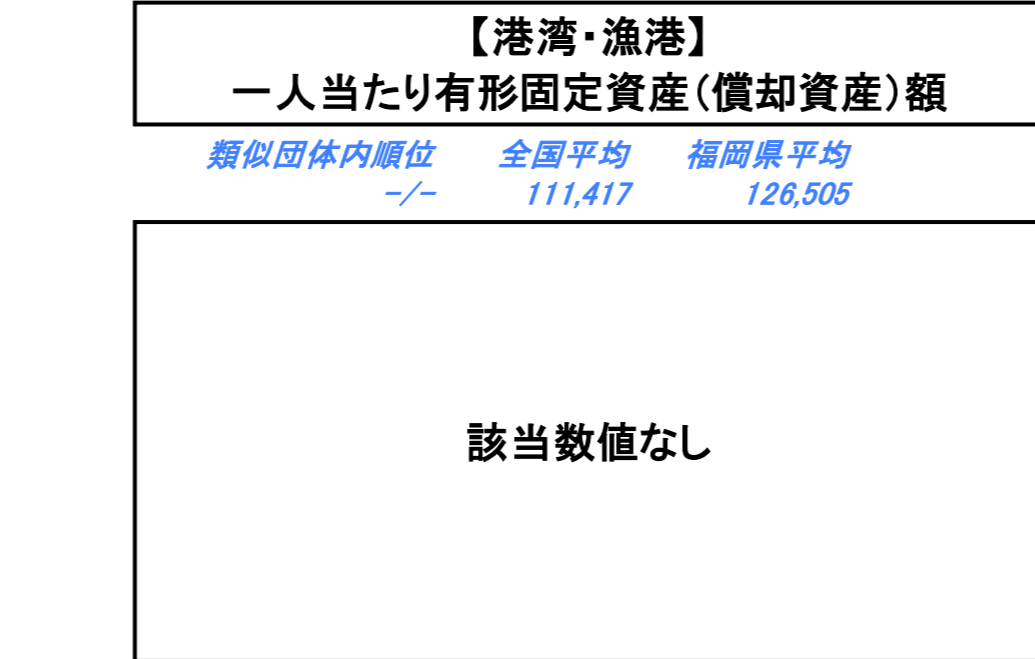 【港湾・漁港】
一人当たり有形固定資産（償却資産）額
類似団体内順位 全国平均 福岡県平均
-/- 111,417 126,505
該当数値なし